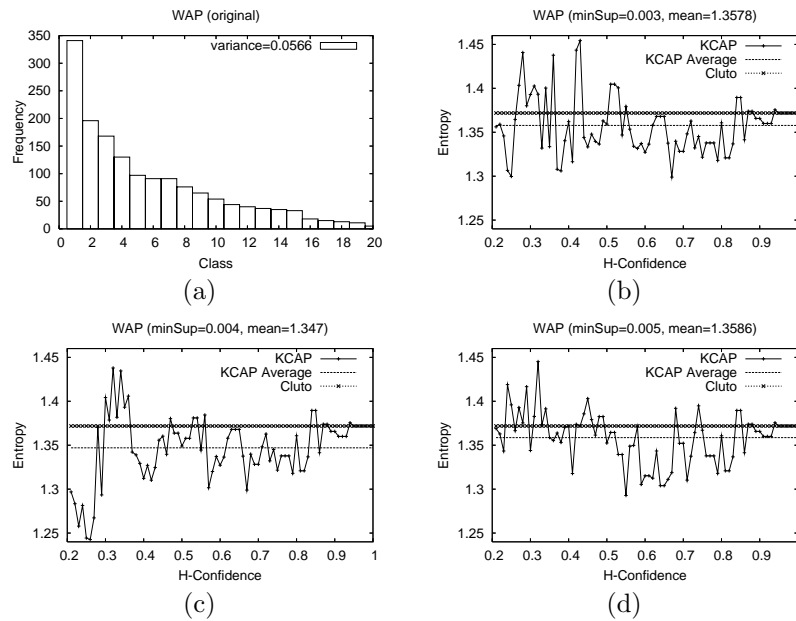 WAP (original)
350
300
250
200
150
100
50
0
Frequency
variance=0.0566
0 2 4 6 8 10 12 14 16 18 20
Class
(a)
WAP (minSup=0.003, mean=1.3578)
1.45
1.4
1.35
1.3
1.25
Entropy
KCAP
KCAP Average
Cluto
0.2 0.3 0.4 0.5 0.6 0.7 0.8 0.9
H-Confidence
(b)
WAP (minSup=0.004, mean=1.347)
1.45
1.4
1.35
1.3
1.25
Entropy
KCAP
KCAP Average
Cluto
0.2 0.3 0.4 0.5 0.6 0.7 0.8 0.9 1
H-Confidence
(c)
WAP (minSup=0.005, mean=1.3586)
1.45
1.4
1.35
1.3
1.25
Entropy
KCAP
KCAP Average
Cluto
0.2 0.3 0.4 0.5 0.6 0.7 0.8 0.9
H-Confidence
(d)